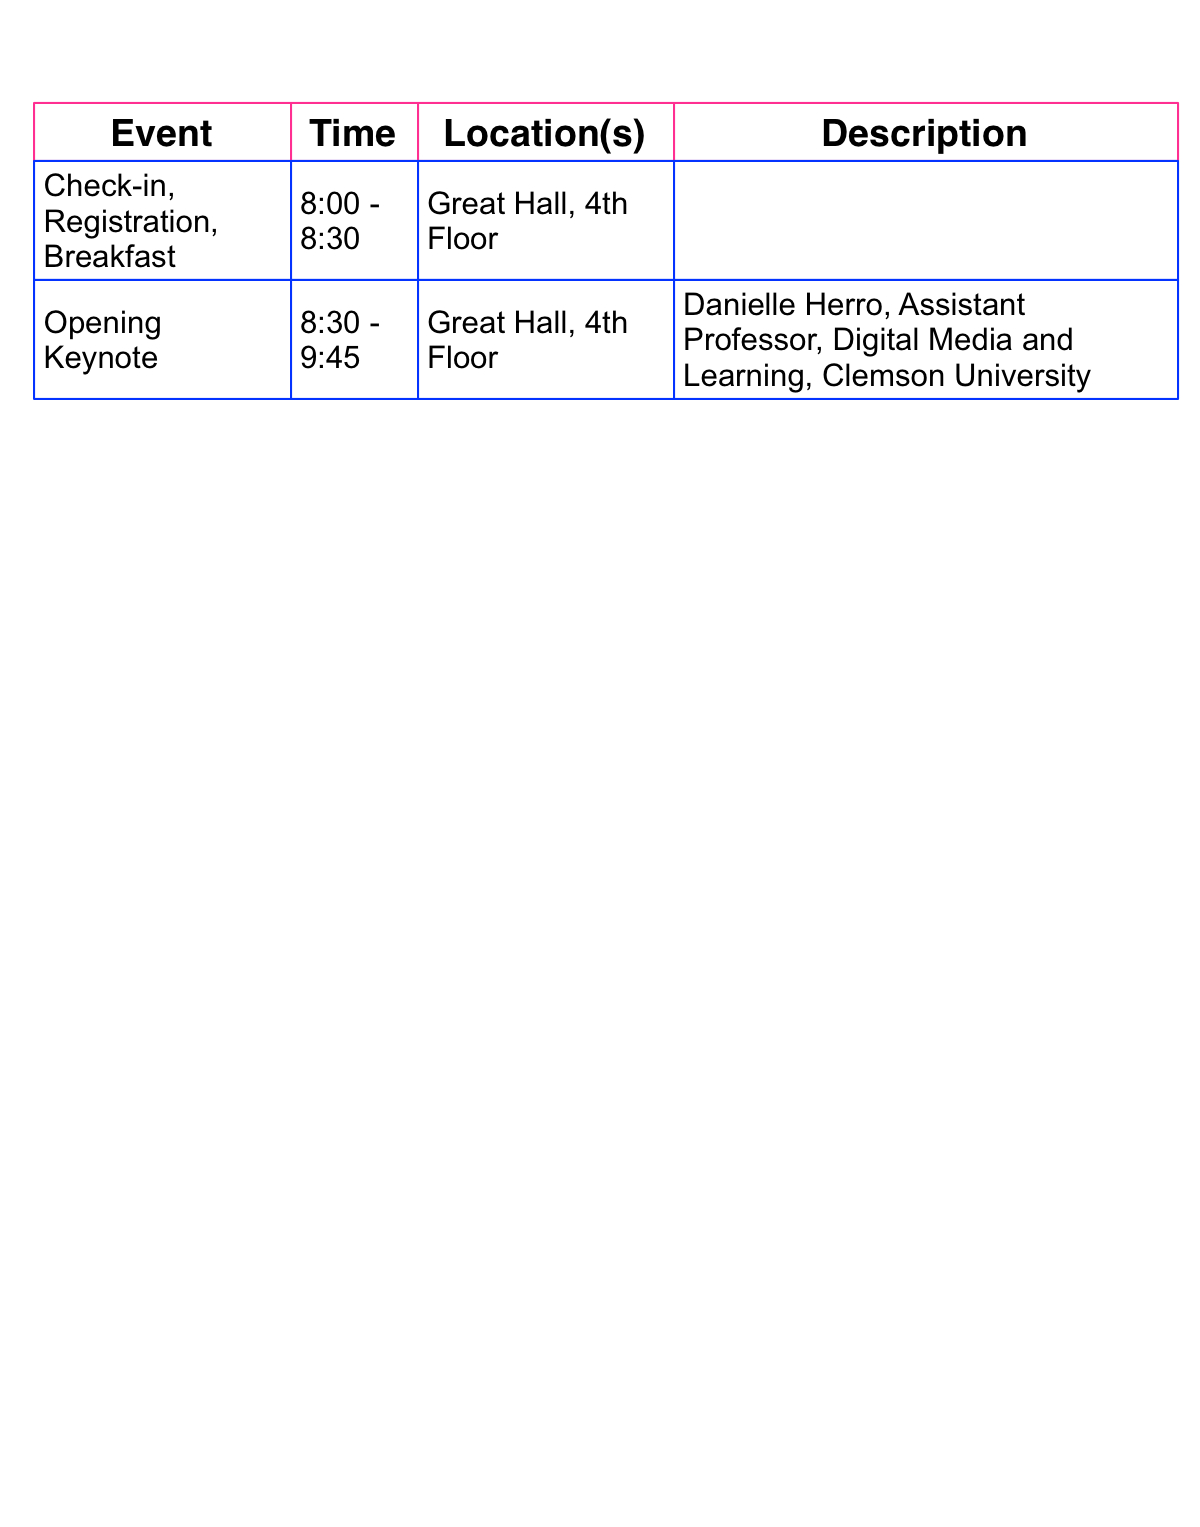 Event Time Location(s) Description
Check-in,
Registration,
Breakfast
8:00 -
8:30
Great Hall, 4th
Floor
Opening
Keynote
8:30 -
9:45
Great Hall, 4th
Floor
Danielle Herro, Assistant
Professor, Digital Media and
Learning, Clemson University